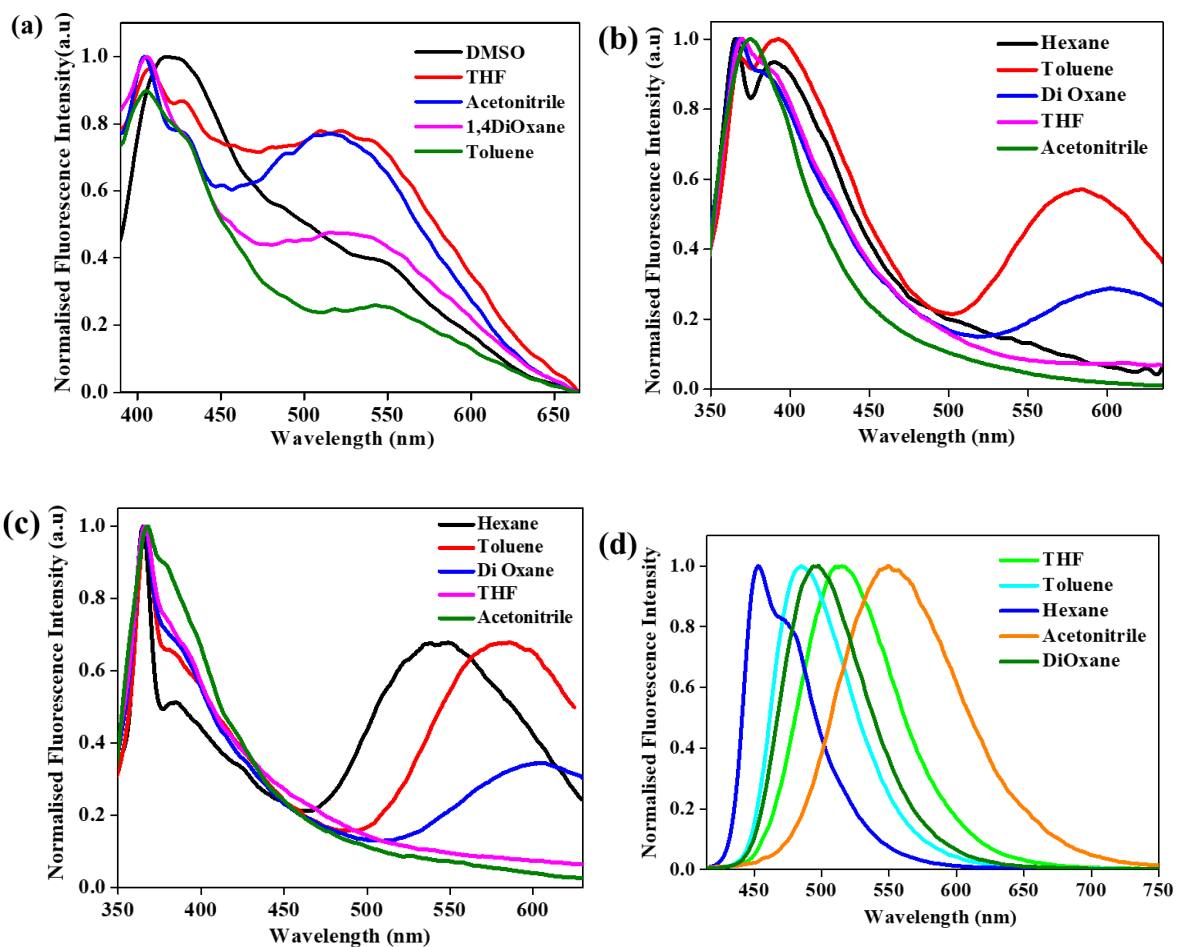 (a)
Normalised Fluorescence Intensity(a.u)
1.0
0.8
0.6
0.4
0.2
0.0
DMSO
THF
Acetonitrile
1,4DiOxane
Toluene
400 450 500 550 600 650
Wavelength (nm)
(b)
Normalised Fluorescence Intensity (a.u)
1.0
0.8
0.6
0.4
0.2
0.0
Hexane
Toluene
Di Oxane
THF
Acetonitrile
350 400 450 500 550 600
Wavelength (nm)
(c)
Normalised Fluorescence Intensity (a.u)
1.0
0.8
0.6
0.4
0.2
0.0
Hexane
Toluene
Di Oxane
THF
Acetonitrile
350 400 450 500 550 600
Wavelength (nm)
(d)
Normalised Fluorescence Intensity
1.0
0.8
0.6
0.4
0.2
0.0
THF
Toluene
Hexane
Acetonitrile
DiOxane
450 500 550 600 650 700 750
Wavelength (nm)